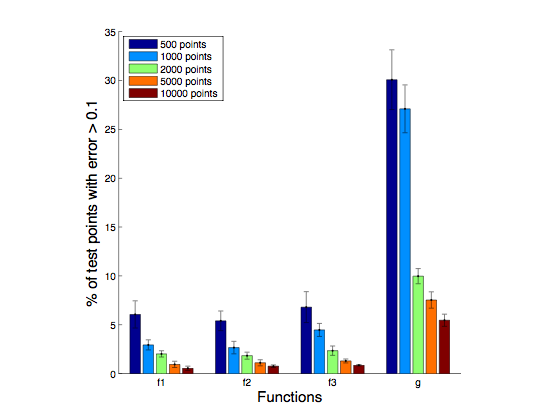 35
30
25
20
15
10
5
0
% of test points with error > 0.1
500 points
1000 points
2000 points
5000 points
10000 points
f1 f2 f3 g
Functions